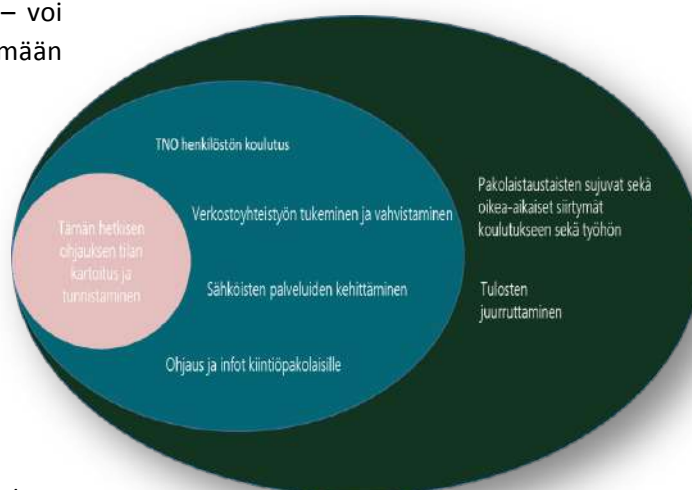 – voi
mään
TNO henkilöstön koulutus
Verkostoyhteistyön tukeminen ja vahvistaminen
Tämän hetkisen
ohjauksen tilan
kartoitus ja
tunnistaminen
Sähköisten palveluiden kehittäminen
Ohjaus ja infot kiintiöpakolaisille
Pakolaistaustaisten sujuvat sekä
oikea-aikaiset siirtymät
koulutukseen sekä työhön
Tulosten
juurruttaminen